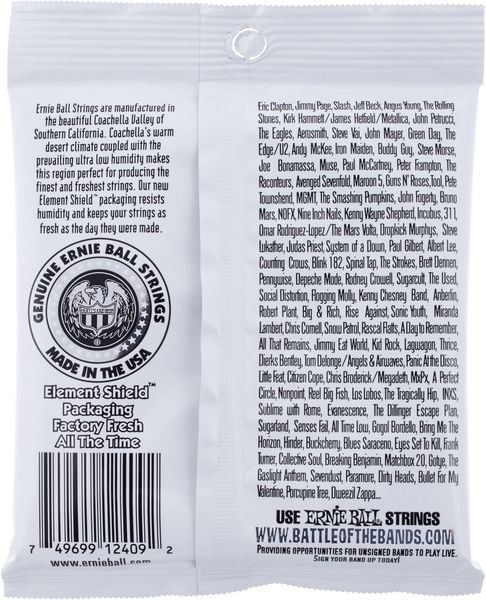 Ernie Ball Strings are manufactured in
the beautiful Coachella Valley of
Southern California. Coachella's warm
desert climate coupled with the
prevailing ultra low humidity makes
this region perfect for producing the
finest and freshest strings. Our new
Element Shield™ packaging resists
humidity and keeps your strings as
fresh as the day they were made.
GENUINE ERNIE BALL STRINGS
MADE IN THE USA
Element Shield™
Packaging
Factory Fresh
All The Time
7 49699 12409 2
www.ernieball.com
Eric Clapton, Jimmy Page, Slash, Jeff Beck, Angus Young, The Rolling
Stones, Kirk Hammett/James Hetfield/Metallica, John Petrucci,
The Eagles, Aerosmith, Steve Vai, John Mayer, Green Day, The
Edge/U2, Andy McKee, Iron Maiden, Buddy Guy, Steve Morse,
Joe Bonamassa, Muse, Paul McCartney, Peter Frampton, The
Raconteurs, Avenged Sevenfold, Maroon 5, Guns N' Roses,Tool, Pete
Townshend, MGMT, The Smashing Pumpkins, John Fogerty, Bruno
Mars, NOFX, Nine Inch Nails, Kenny Wayne Shepherd, Incubus, 311,
Omar Rodriguez-Lopez/The Mars Volta, Dropkick Murphys, Steve
Lukather, Judas Priest, System of a Down, Paul Gilbert, Albert Lee,
Counting Crows, Blink 182, Spinal Tap, The Strokes, Brett Dennen,
Pennywise, Depeche Mode, Rodney Crowell, Sugarcult, The Used,
Social Distortion, Flogging Molly, Kenny Chesney Band, Anberlin,
Robert Plant, Big & Rich, Rise Against, Sonic Youth, Miranda
Lambert, Chris Cornell, Snow Patrol, Rascal Flatts, A Day to Remember,
All That Remains, Jimmy Eat World, Kid Rock, Lagwagon, Thrice,
Dierks Bentley, Tom Delonge/Angels & Airwaves, Panic At the Disco,
Little Feat, Citizen Cope, Chris Broderick/Megadeth, MxPx, A Perfect
Circle, Nonpoint, Reel Big Fish, Los Lobos, The Tragically Hip, INXS,
Sublime with Rome, Evanescence, The Dillinger Escape Plan,
Sugarland, Senses Fail, All Time Low, Gogol Bordello, Bring Me The
Horizon, Hinder, Buckcherry, Blues Saraceno, Eyes Set To Kill, Frank
Turner, Collective Soul, Breaking Benjamin, Matchbox 20, Gotye, The
Gaslight Anthem, Sevendust, Paramore, Dirty Heads, Bullet For My
Valentine, Porcupine Tree, Dweezil Zappa...
USE ERNIE BALL STRINGS
WWW.BATTLEOFTHEBANDS.COM
PROVIDING OPPORTUNITIES FOR UNSIGNED BANDS TO PLAY LIVE.
SIGN YOUR BAND UP TODAY!